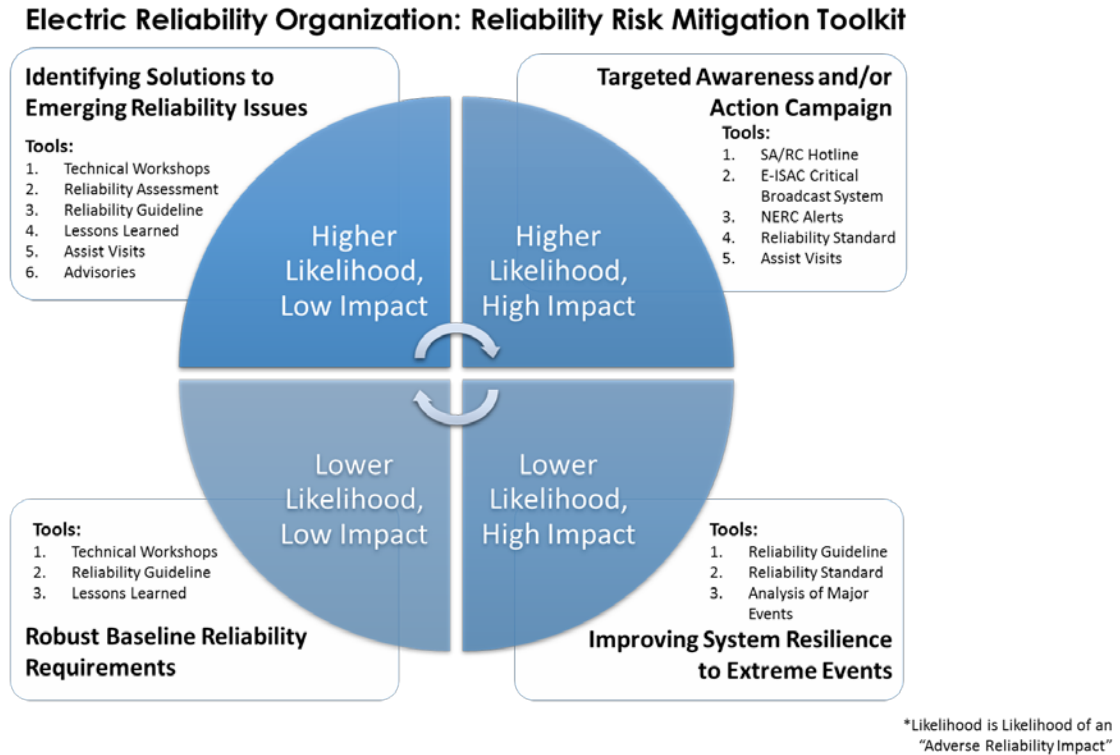 Electric Reliability Organization: Reliability Risk Mitigation Toolkit
Identifying Solutions to
Emerging Reliability Issues
Tools:
1. Technical Workshops
2. Reliability Assessment
3. Reliability Guideline
4. Lessons Learned
5. Assist Visits
6. Advisories
Targeted Awareness and/or
Action Campaign
Tools:
1. SA/RC Hotline
2. E-ISAC Critical
Broadcast System
3. NERC Alerts
4. Reliability Standard
5. Assist Visits
Higher
Likelihood,
Low Impact
Higher
Likelihood,
High Impact
Lower
Likelihood,
Low Impact
Lower
Likelihood,
High Impact
Tools:
1. Technical Workshops
2. Reliability Guideline
3. Lessons Learned
Robust Baseline Reliability
Requirements
Tools:
1. Reliability Guideline
2. Reliability Standard
3. Analysis of Major
Events
Improving System Resilience
to Extreme Events
*Likelihood is Likelihood of an
“Adverse Reliability Impact”